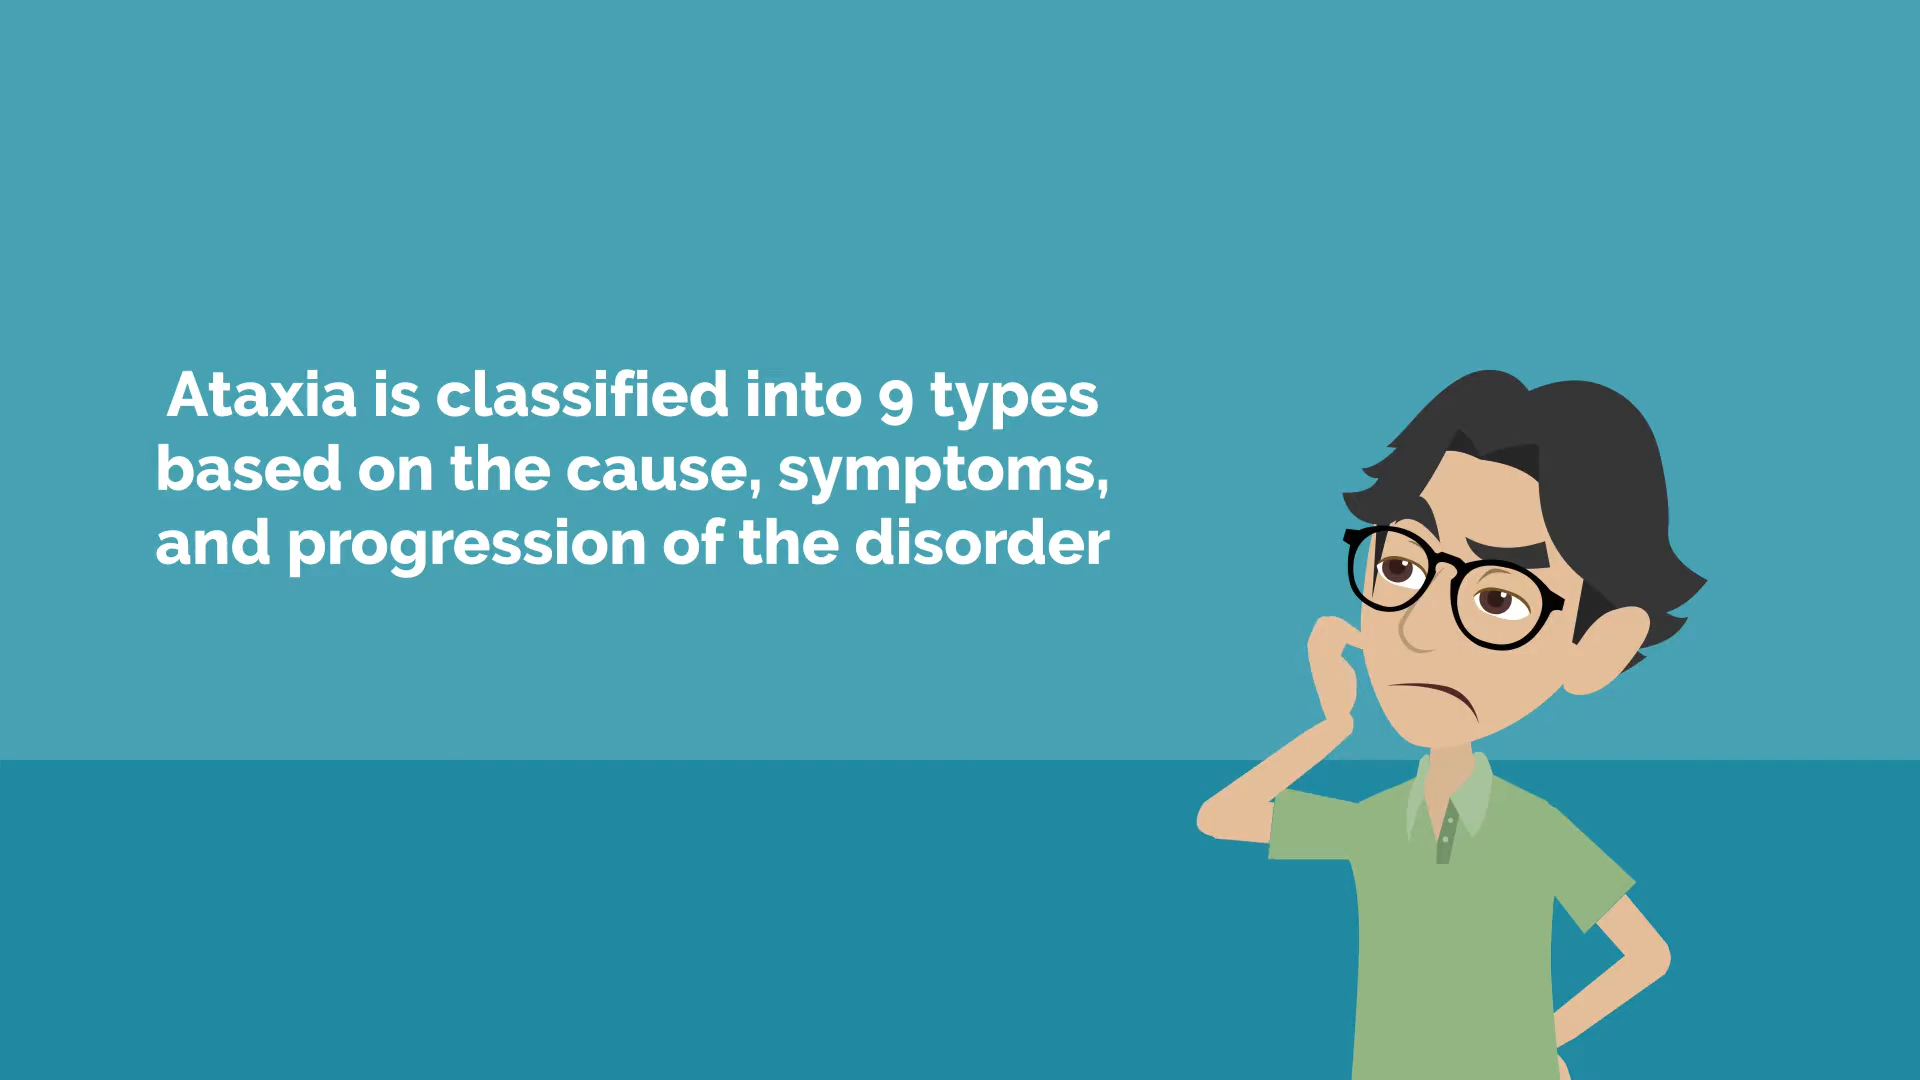 Ataxia is classified into 9 types
based on the cause, symptoms,
and progression of the disorder